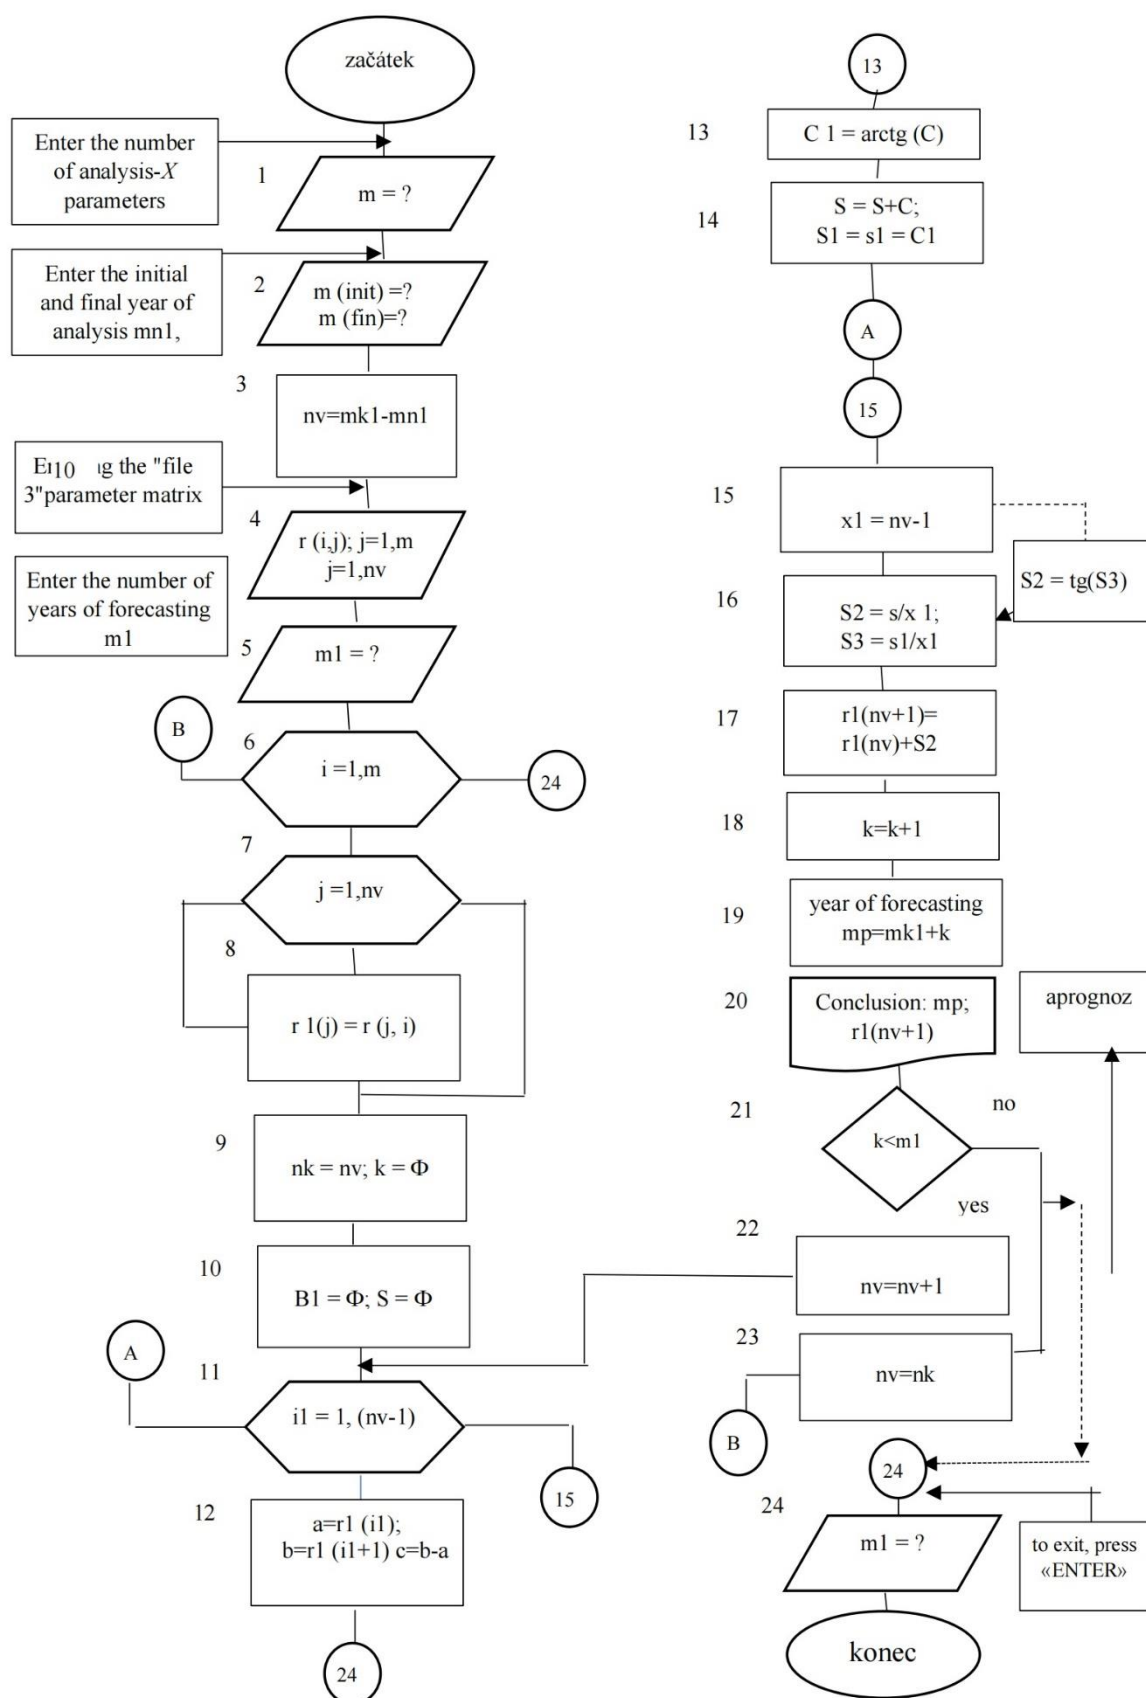 začátek
Enter the number
of analysis-X
parameters
1
m = ?
Enter the initial
and final year of
analysis mn1,
2
m (init) =?
m (fin)=?
3
nv=mk1-mn1
10 the "file
3"parameter matrix
4
r (i,j); j=1,m
j=1,nv
Enter the number of
years of forecasting
m1
5
m1 = ?
B
6
i =1,m
24
7
j =1,nv
8
r 1(j) = r (j, i)
9
nk = nv; k = Φ
10
B1 = Φ; S = Φ
A
11
i1 = 1, (nv-1)
15
12
a=r1 (i1);
b=r1 (i1+1) c=b-a
24
13
13
C 1 = arctg (C)
14
S = S+C;
S1 = s1 = C1
A
15
15
x1 = nv-1
S2 = tg(S3)
16
S2 = s/x 1;
S3 = s1/x1
17
r1(nv+1)=
r1(nv)+S2
18
k=k+1
19
year of forecasting
mp=mk1+k
20
Conclusion: mp;
r1(nv+1)
aprognoz
21
k<m1
no
yes
22
nv=nv+1
23
nv=nk
B
24
24
m1 = ?
to exit, press
«ENTER»
konec